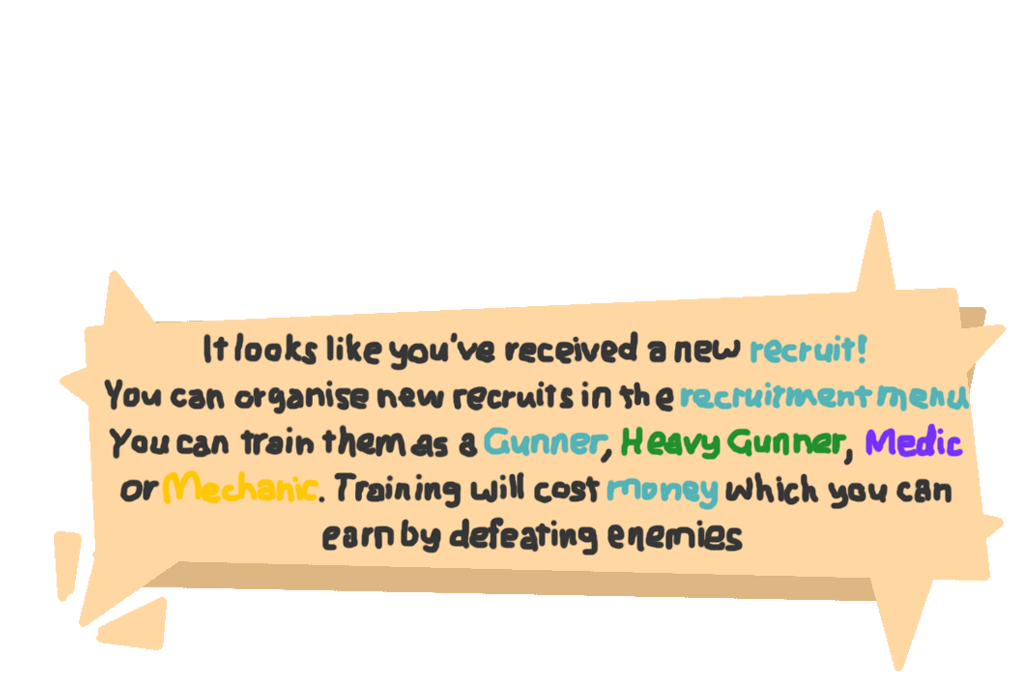 It looks like you've received a new recruit!
You can organise new recruits in the recruitment menu
You can train them as a Gunner, Heavy Gunner, Medic
or Mechanic. Training will cost money which you can
earn by defeating enemies